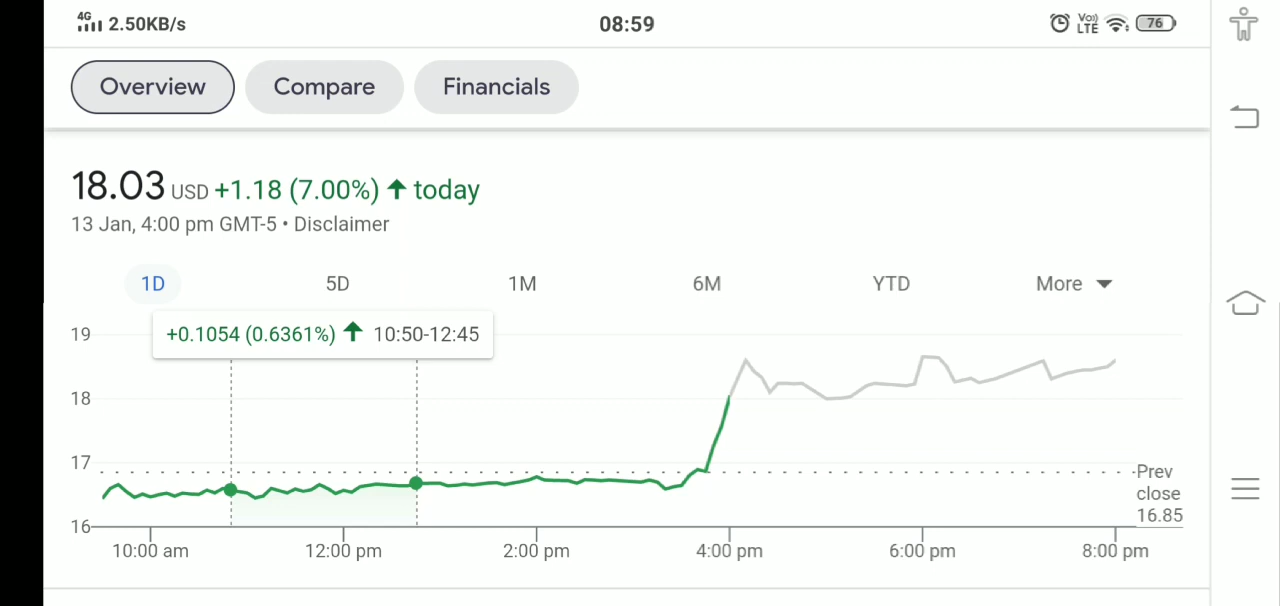 4G 2.50KB/s 08:59 Vo)) LTE 76
Overview Compare Financials
18.03 USD +1.18 (7.00%) ↑ today
13 Jan, 4:00 pm GMT-5 • Disclaimer
1D 5D 1M 6M YTD More
+0.1054 (0.6361%) ↑ 10:50-12:45
19
18
17
Prev
close
16.85
16
10:00 am 12:00 pm 2:00 pm 4:00 pm 6:00 pm 8:00 pm